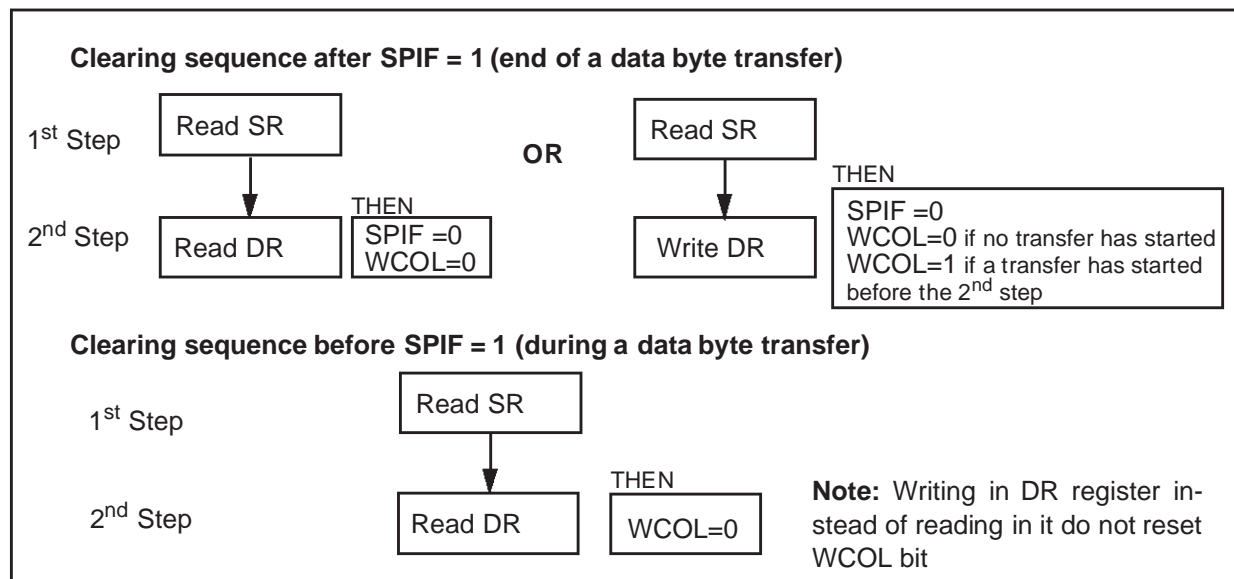 Clearing sequence after SPIF = 1 (end of a data byte transfer)
1st Step
Read SR
OR
Read SR
THEN
THEN
2nd Step
Read DR
SPIF =0
WCOL=0
Write DR
SPIF =0
WCOL=0 if no transfer has started
WCOL=1 if a transfer has started
before the 2nd step
Clearing sequence before SPIF = 1 (during a data byte transfer)
1st Step
Read SR
THEN
2nd Step
Read DR
WCOL=0
Note: Writing in DR register in-
stead of reading in it do not reset
WCOL bit